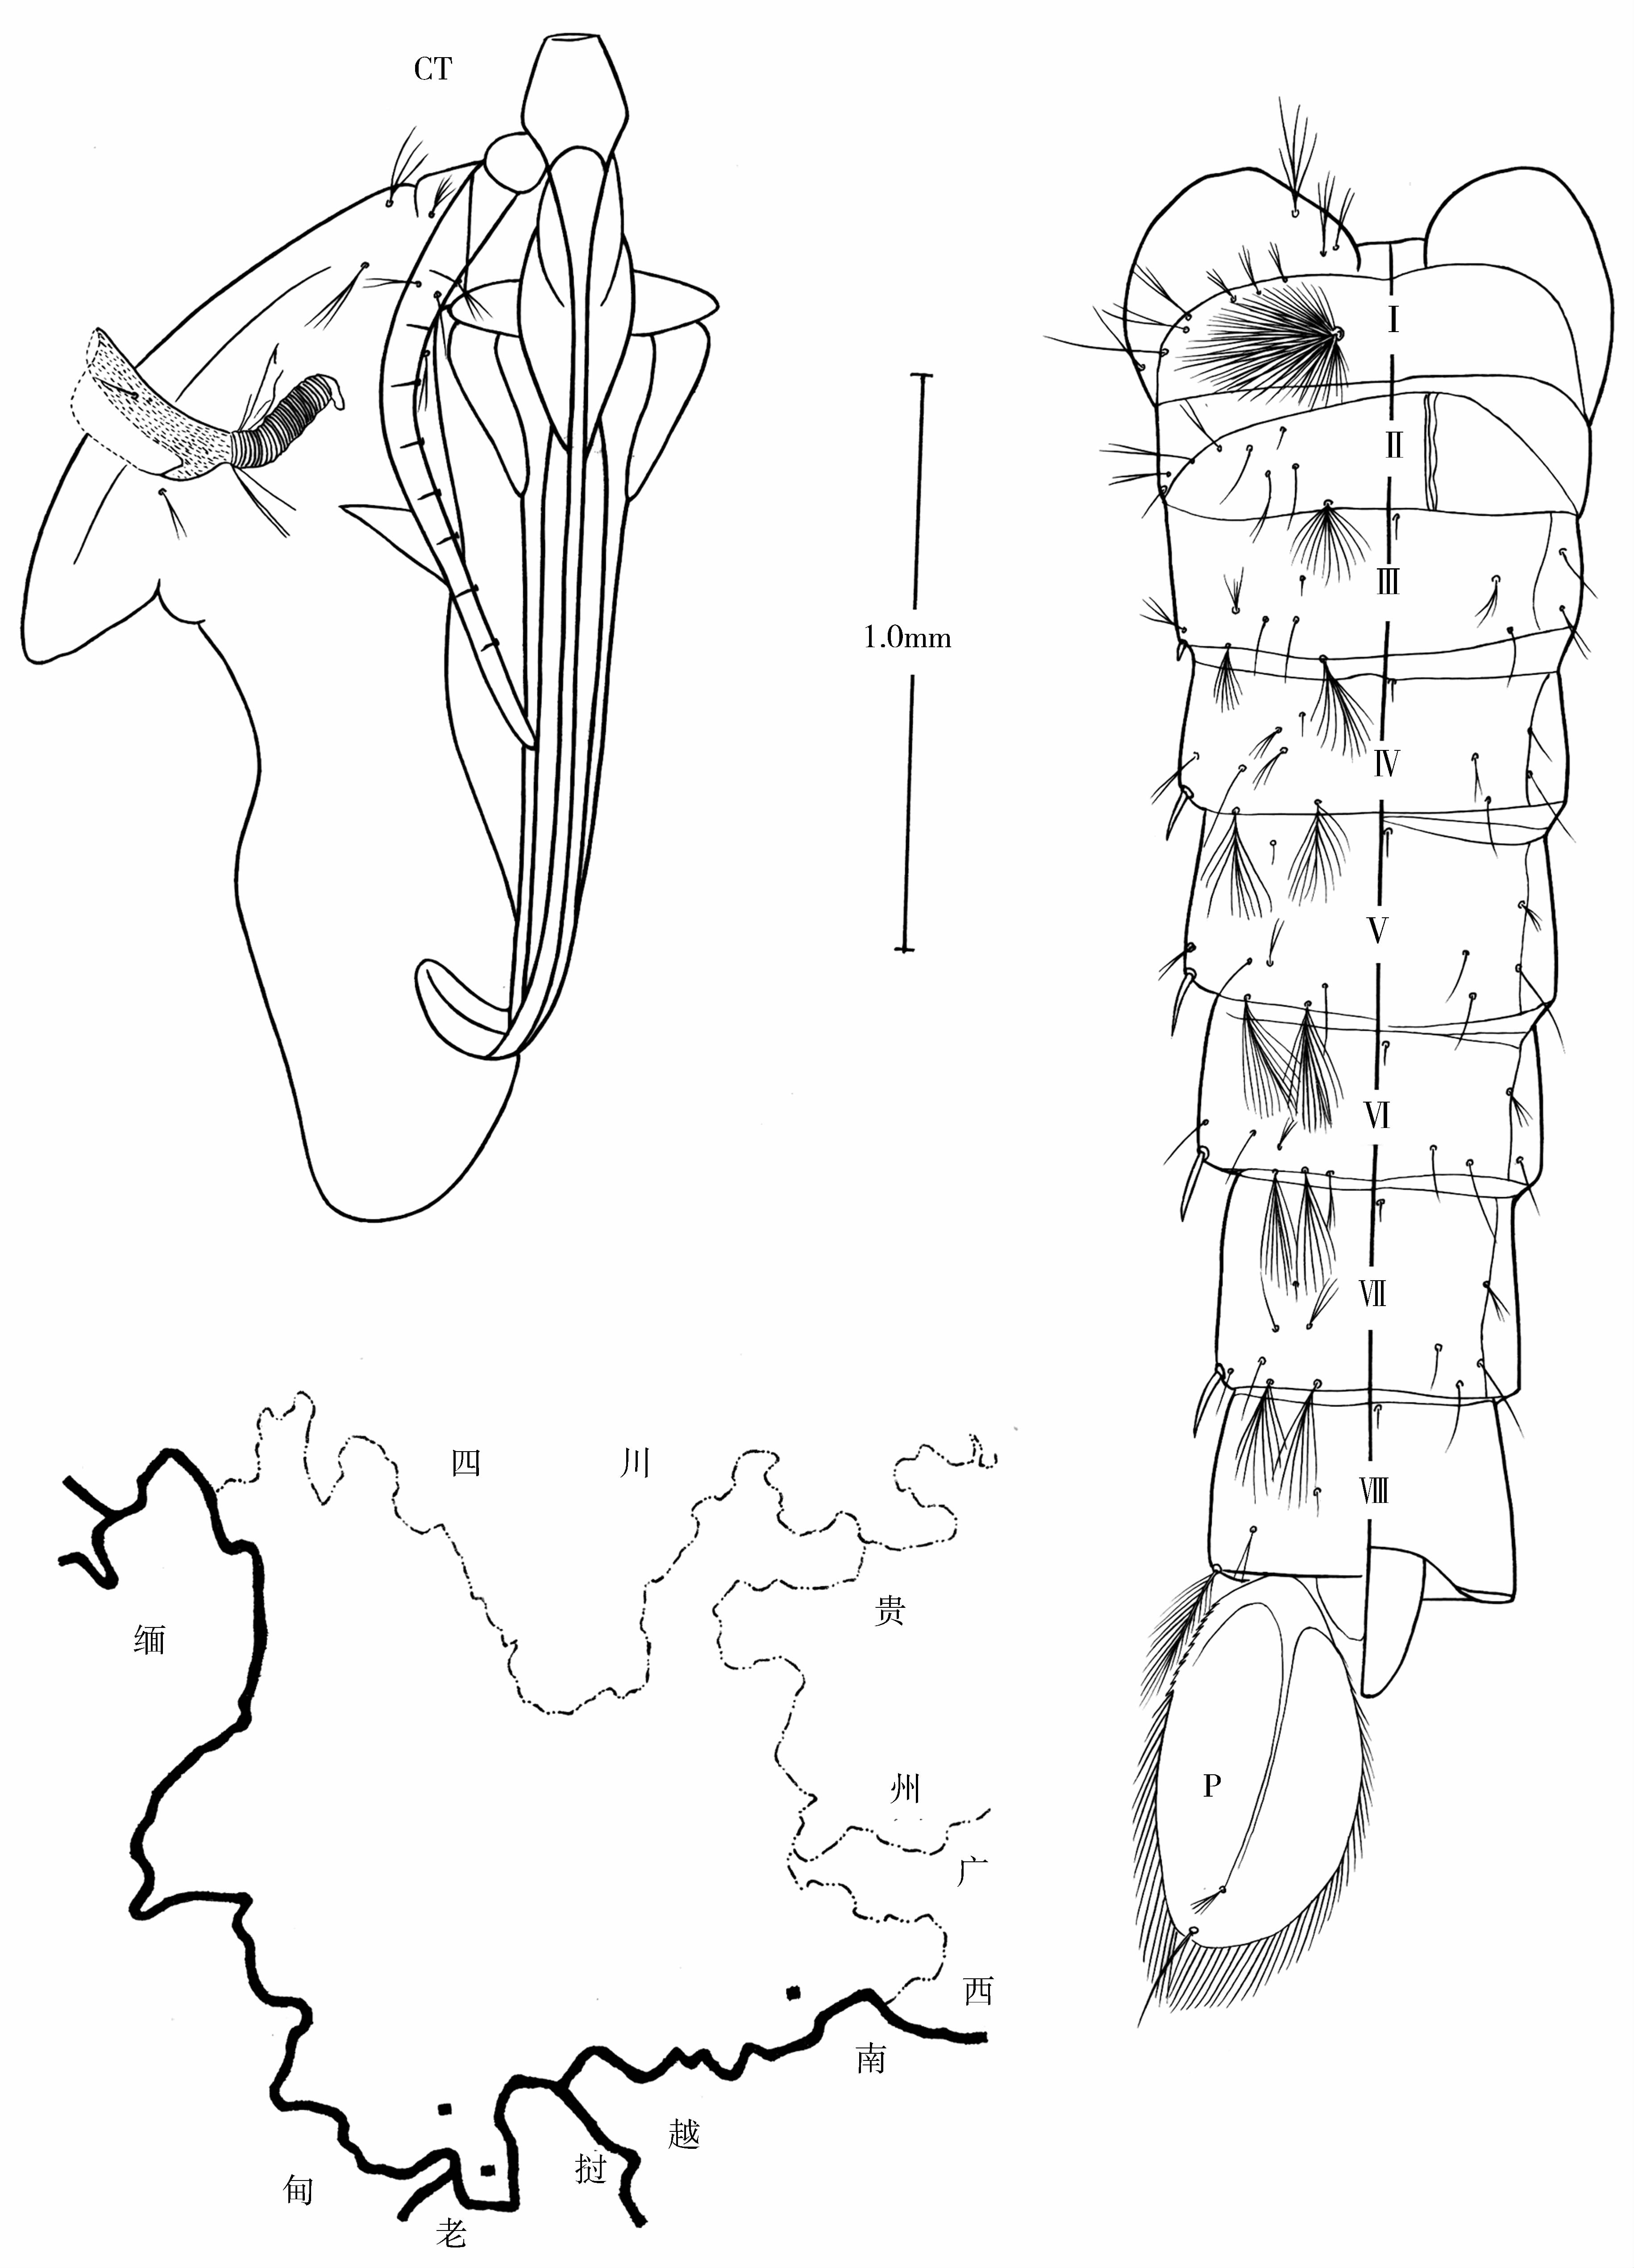 CT
1.0mm
Ⅰ
Ⅱ
Ⅲ
Ⅳ
Ⅴ
Ⅵ
Ⅶ
Ⅷ
P
四 川
贵
州
广
西
缅
甸
老
挝
越
南